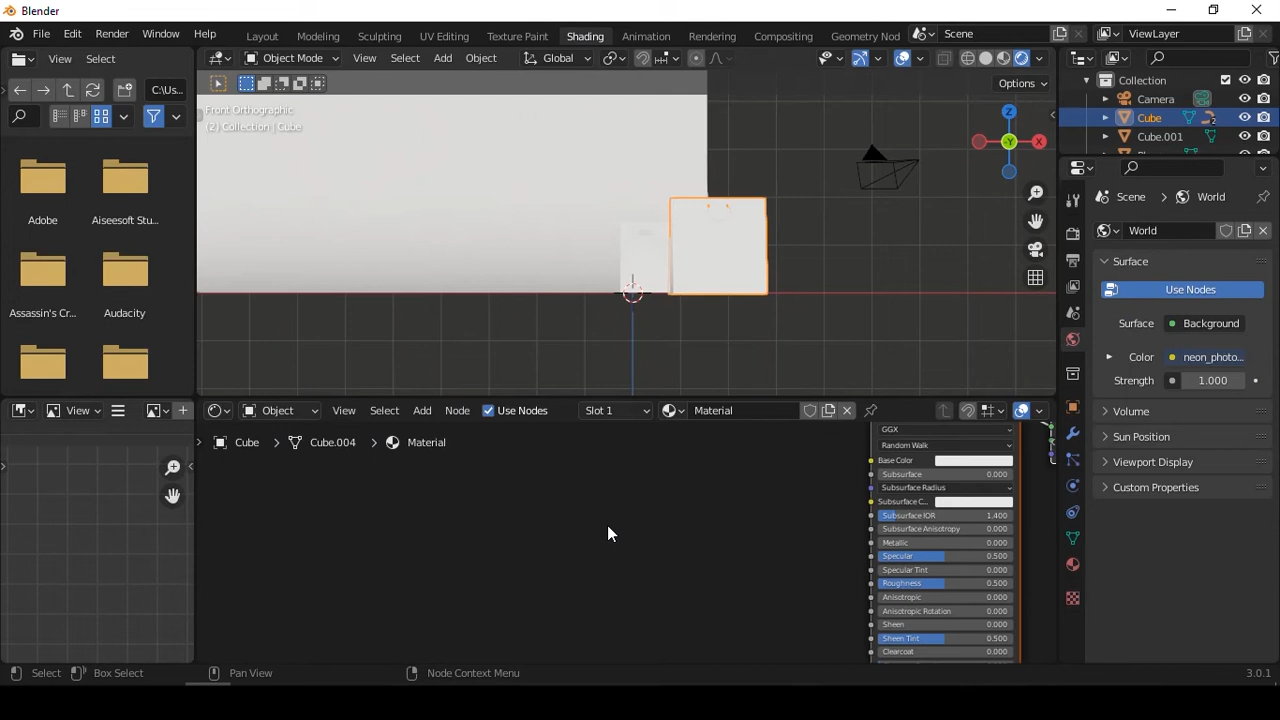 Blender
File Edit Render Window Help Layout Modeling Sculpting UV Editing Texture Paint Shading Animation Rendering Compositing Geometry Nod Scene ViewLayer
View Select Object Mode View Select Add Object Global
C:\Us... Options
Front Orthographic
(2) Collection | Cube
Collection
Camera
Cube 2
Cube.001
Z
Y
X
Adobe Aiseesoft Stu...
Assassin's Cr... Audacity
Scene World
World
Surface
Use Nodes
Surface Background
Color neon_photo...
Strength 1.000
Volume
Sun Position
Viewport Display
Custom Properties
View Object View Select Add Node Use Nodes Slot 1 Material
Cube Cube.004 Material
GGX
Random Walk
Base Color
Subsurface 0.000
Subsurface Radius
Subsurface C...
Subsurface IOR 1.400
Subsurface Anisotropy 0.000
Metallic 0.000
Specular 0.500
Specular Tint 0.000
Roughness 0.500
Anisotropic 0.000
Anisotropic Rotation 0.000
Sheen 0.000
Sheen Tint 0.500
Clearcoat 0.000
Select Box Select Pan View Node Context Menu 3.0.1